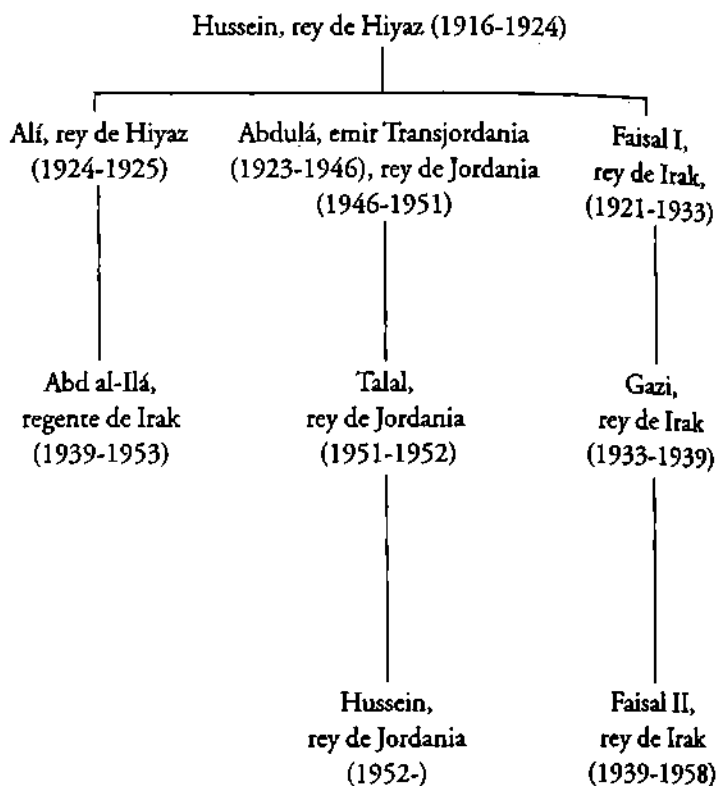 Hussein, rey de Hiyaz (1916-1924)
Alí, rey de Hiyaz
(1924-1925)
Abdulá, emir Transjordania
(1923-1946), rey de Jordania
(1946-1951)
Faisal I,
rey de Irak,
(1921-1933)
Abd al-Ilá,
regente de Irak
(1939-1953)
Talal,
rey de Jordania
(1951-1952)
Gazi,
rey de Irak
(1933-1939)
Hussein,
rey de Jordania
(1952-)
Faisal II,
rey de Irak
(1939-1958)